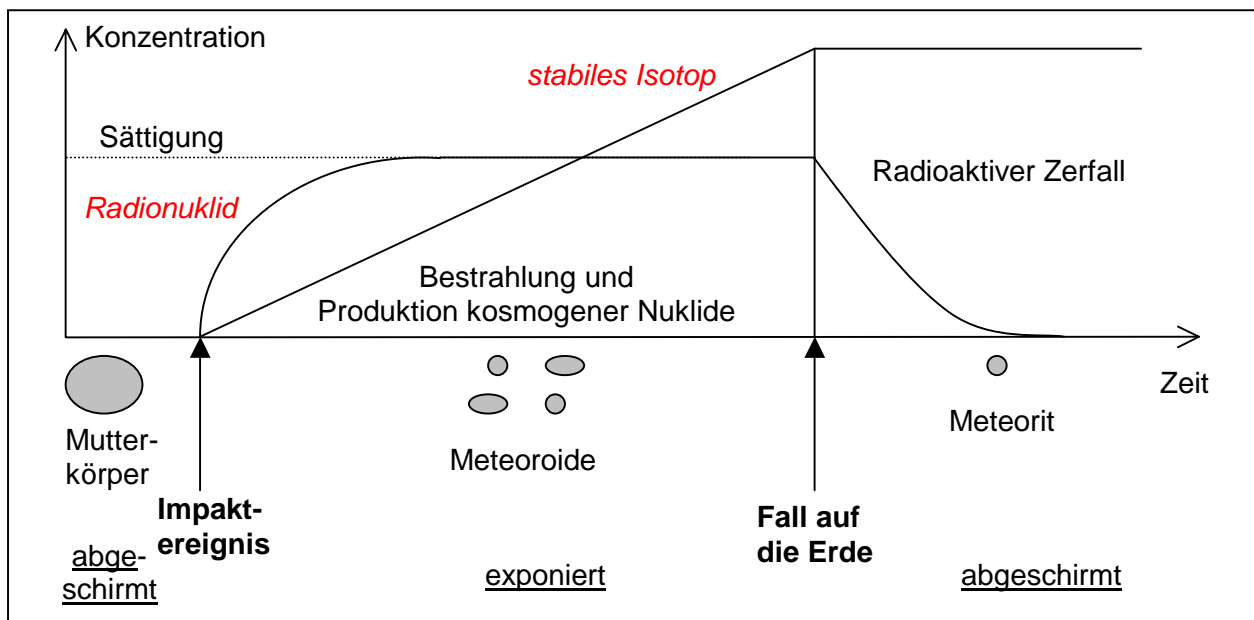 Konzentration
stabiles Isotop
Sättigung
Radioaktiver Zerfall
Radionuklid
Bestrahlung und
Produktion kosmogener Nuklide
Zeit
Mutter-
körper
Meteoroide
Meteorit
Impakt-
ereignis
Fall auf
die Erde
abge-
schirmt
exponiert
abgeschirmt